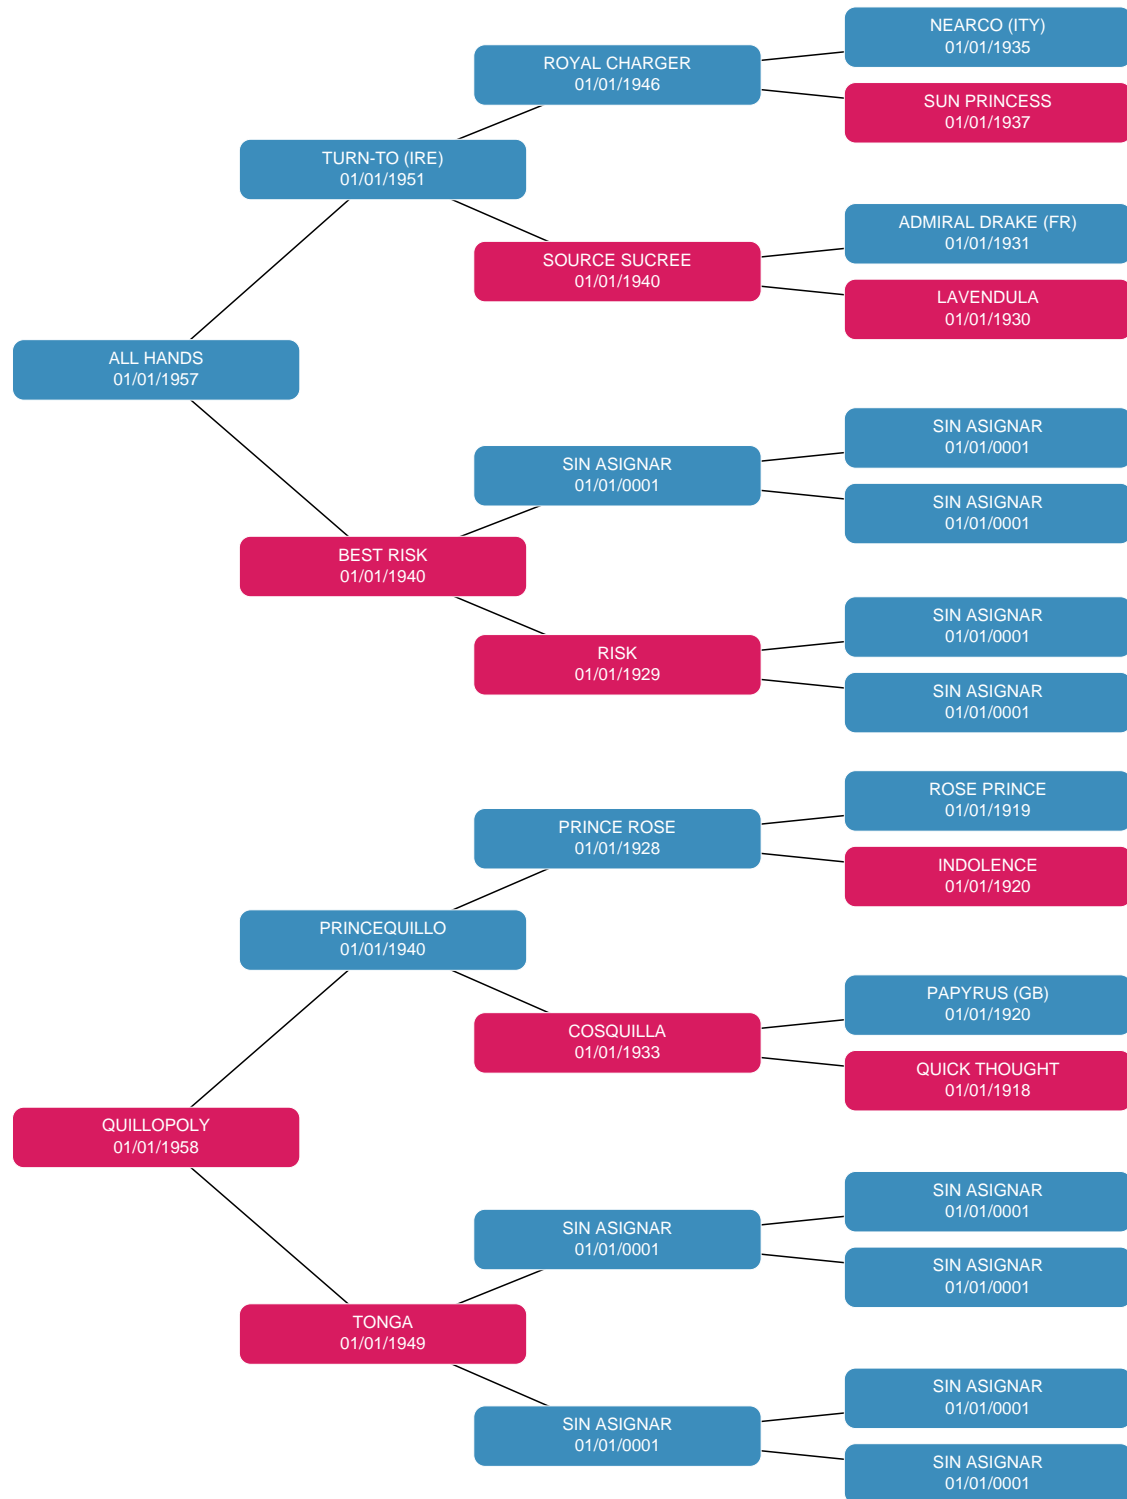 NEARCO (ITY)
01/01/1935
ROYAL CHARGER
01/01/1946
SUN PRINCESS
01/01/1937
TURN-TO (IRE)
01/01/1951
ADMIRAL DRAKE (FR)
01/01/1931
SOURCE SUCREE
01/01/1940
LAVENDULA
01/01/1930
ALL HANDS
01/01/1957
SIN ASIGNAR
01/01/0001
SIN ASIGNAR
01/01/0001
SIN ASIGNAR
01/01/0001
BEST RISK
01/01/1940
SIN ASIGNAR
01/01/0001
RISK
01/01/1929
SIN ASIGNAR
01/01/0001
ROSE PRINCE
01/01/1919
PRINCE ROSE
01/01/1928
INDOLENCE
01/01/1920
PRINCEQUILLO
01/01/1940
PAPYRUS (GB)
01/01/1920
COSQUILLA
01/01/1933
QUICK THOUGHT
01/01/1918
QUILLOPOLY
01/01/1958
SIN ASIGNAR
01/01/0001
SIN ASIGNAR
01/01/0001
SIN ASIGNAR
01/01/0001
TONGA
01/01/1949
SIN ASIGNAR
01/01/0001
SIN ASIGNAR
01/01/0001
SIN ASIGNAR
01/01/0001